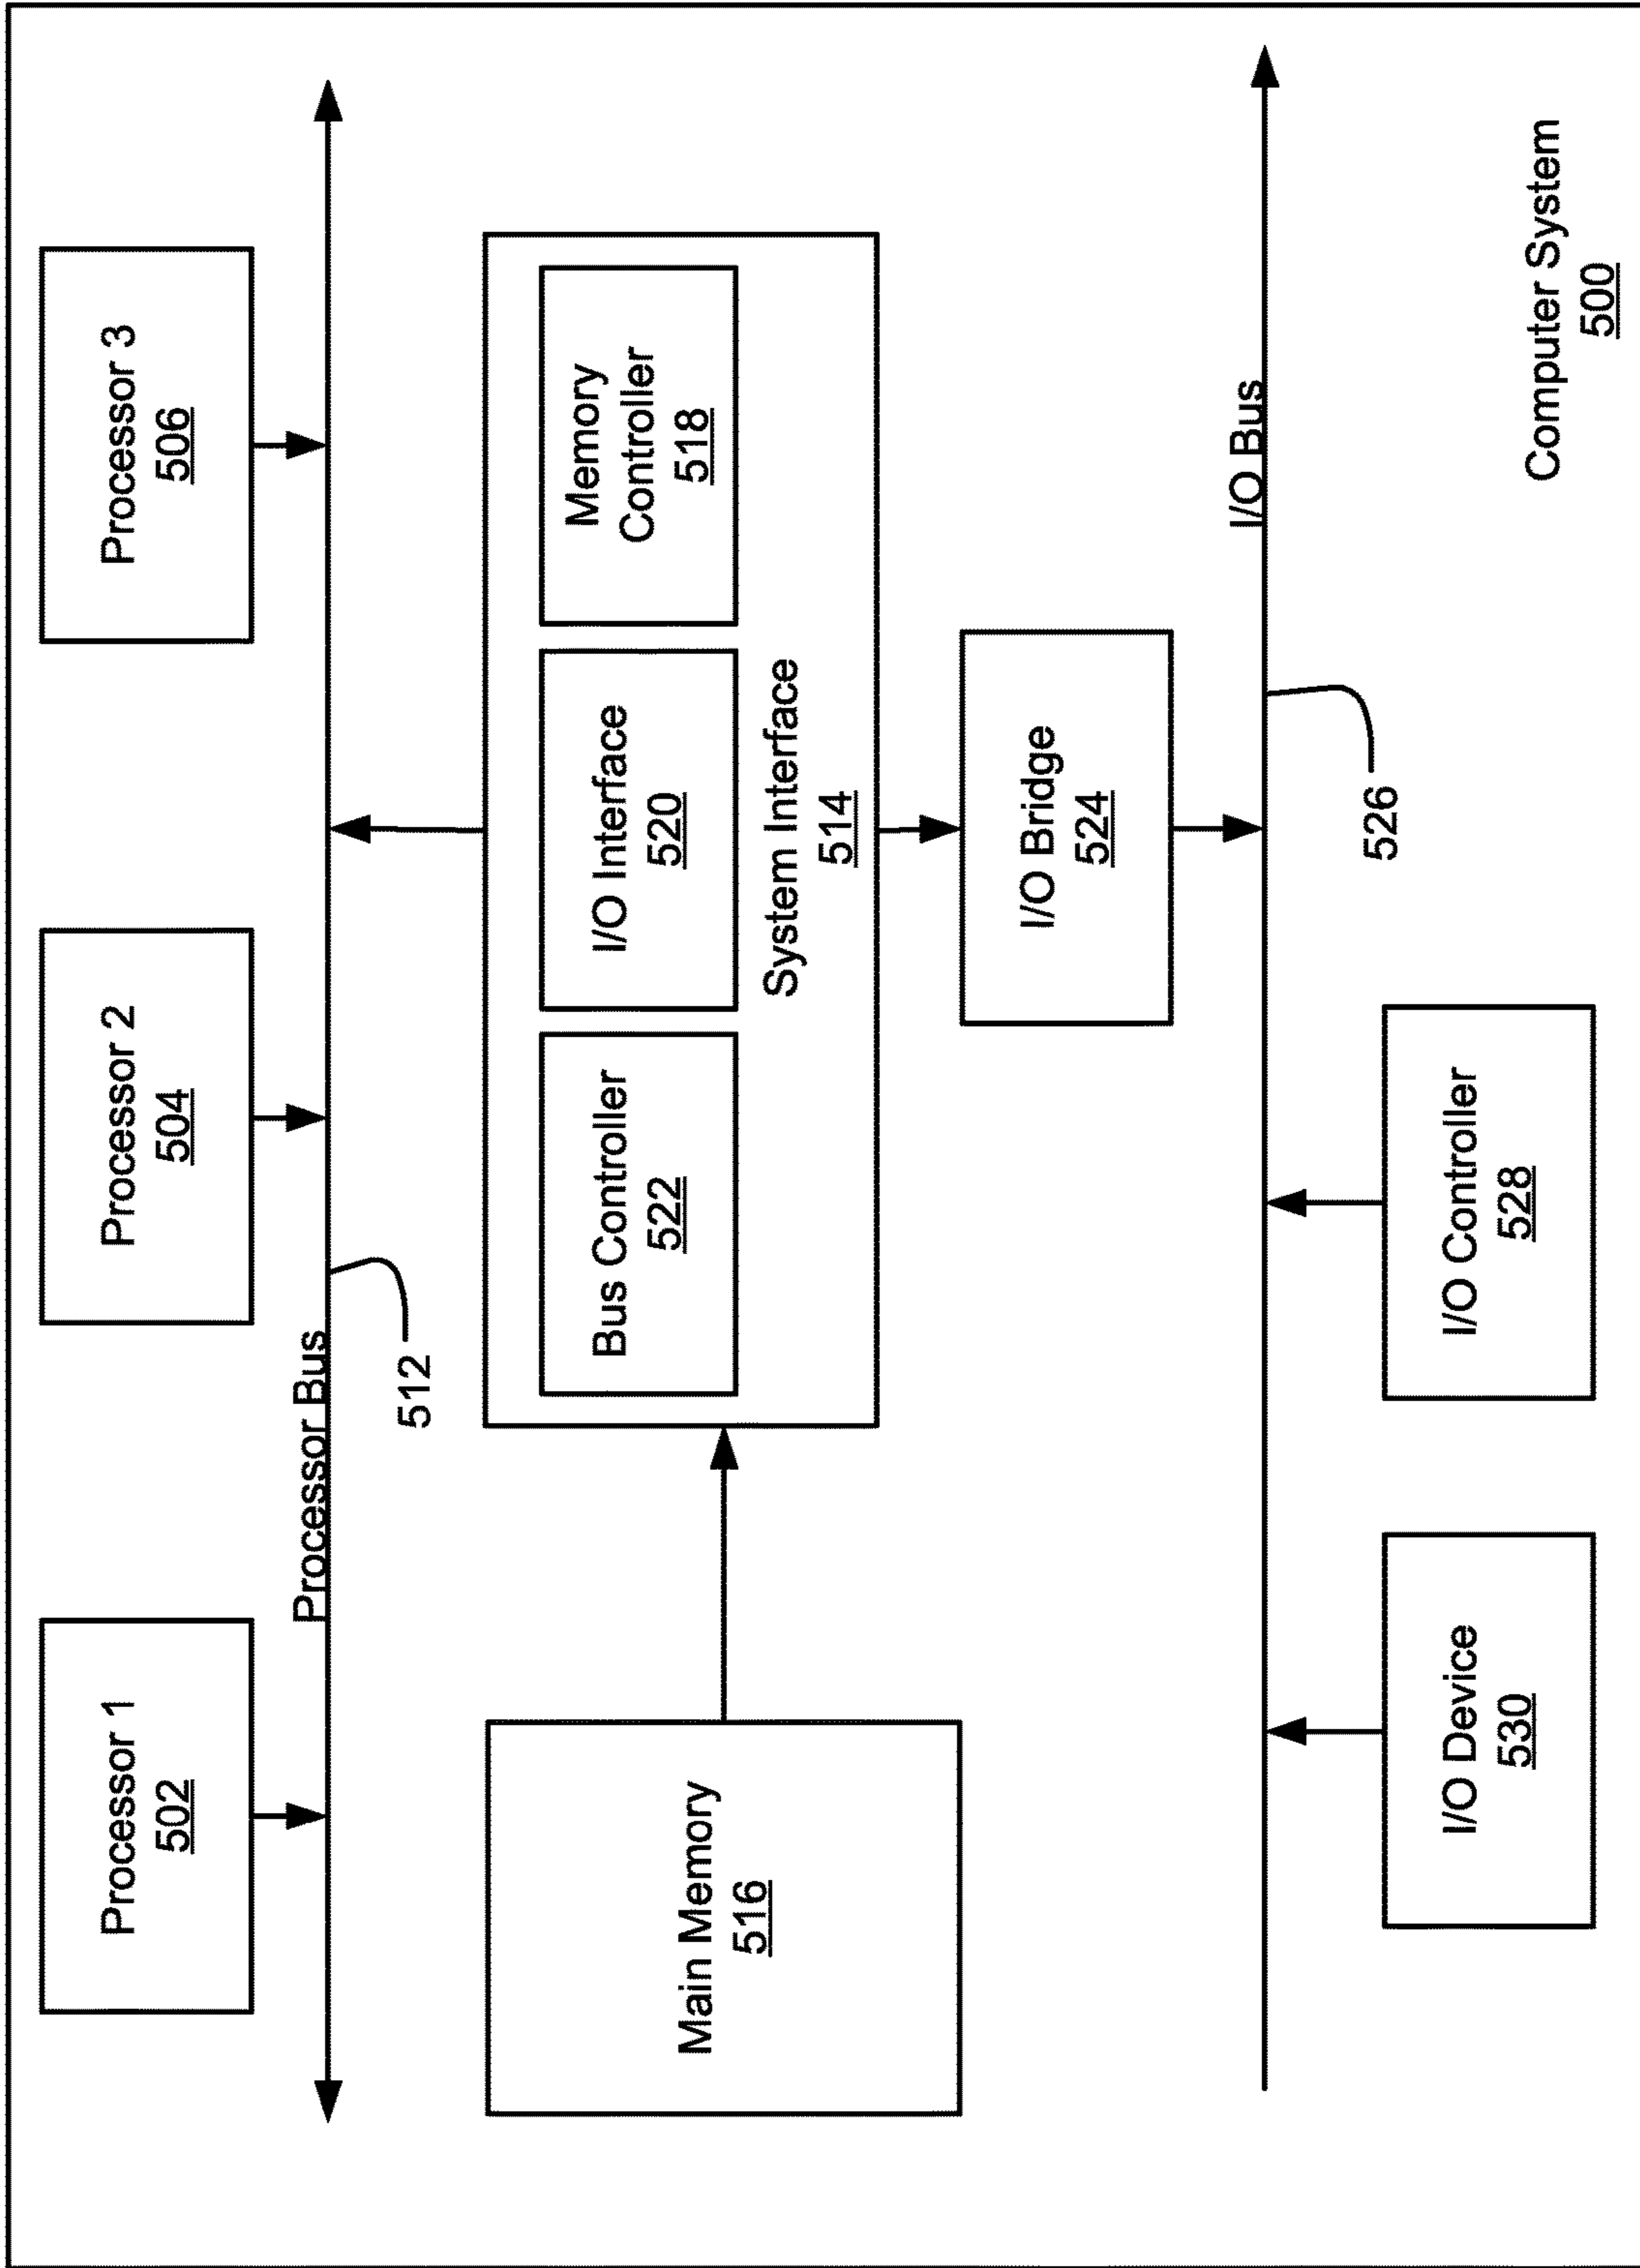 Processor 1
502
Processor 2
504
Processor 3
506
Processor Bus
512
Main Memory
516
Bus Controller
522
I/O Interface
520
Memory
Controller
518
System Interface
514
I/O Bridge
524
I/O Bus
526
I/O Device
530
I/O Controller
528
Computer System
500